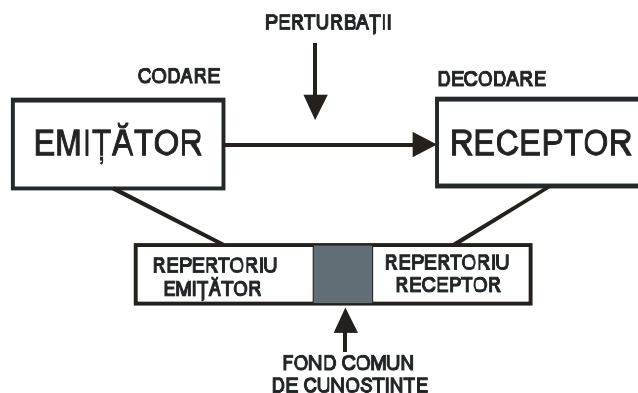 PERTURBAȚII
CODARE
DECODARE
EMIȚĂTOR
RECEPTOR
REPERTORIU
EMIȚĂTOR
REPERTORIU
RECEPTOR
FOND COMUN
DE CUNOSTINTE